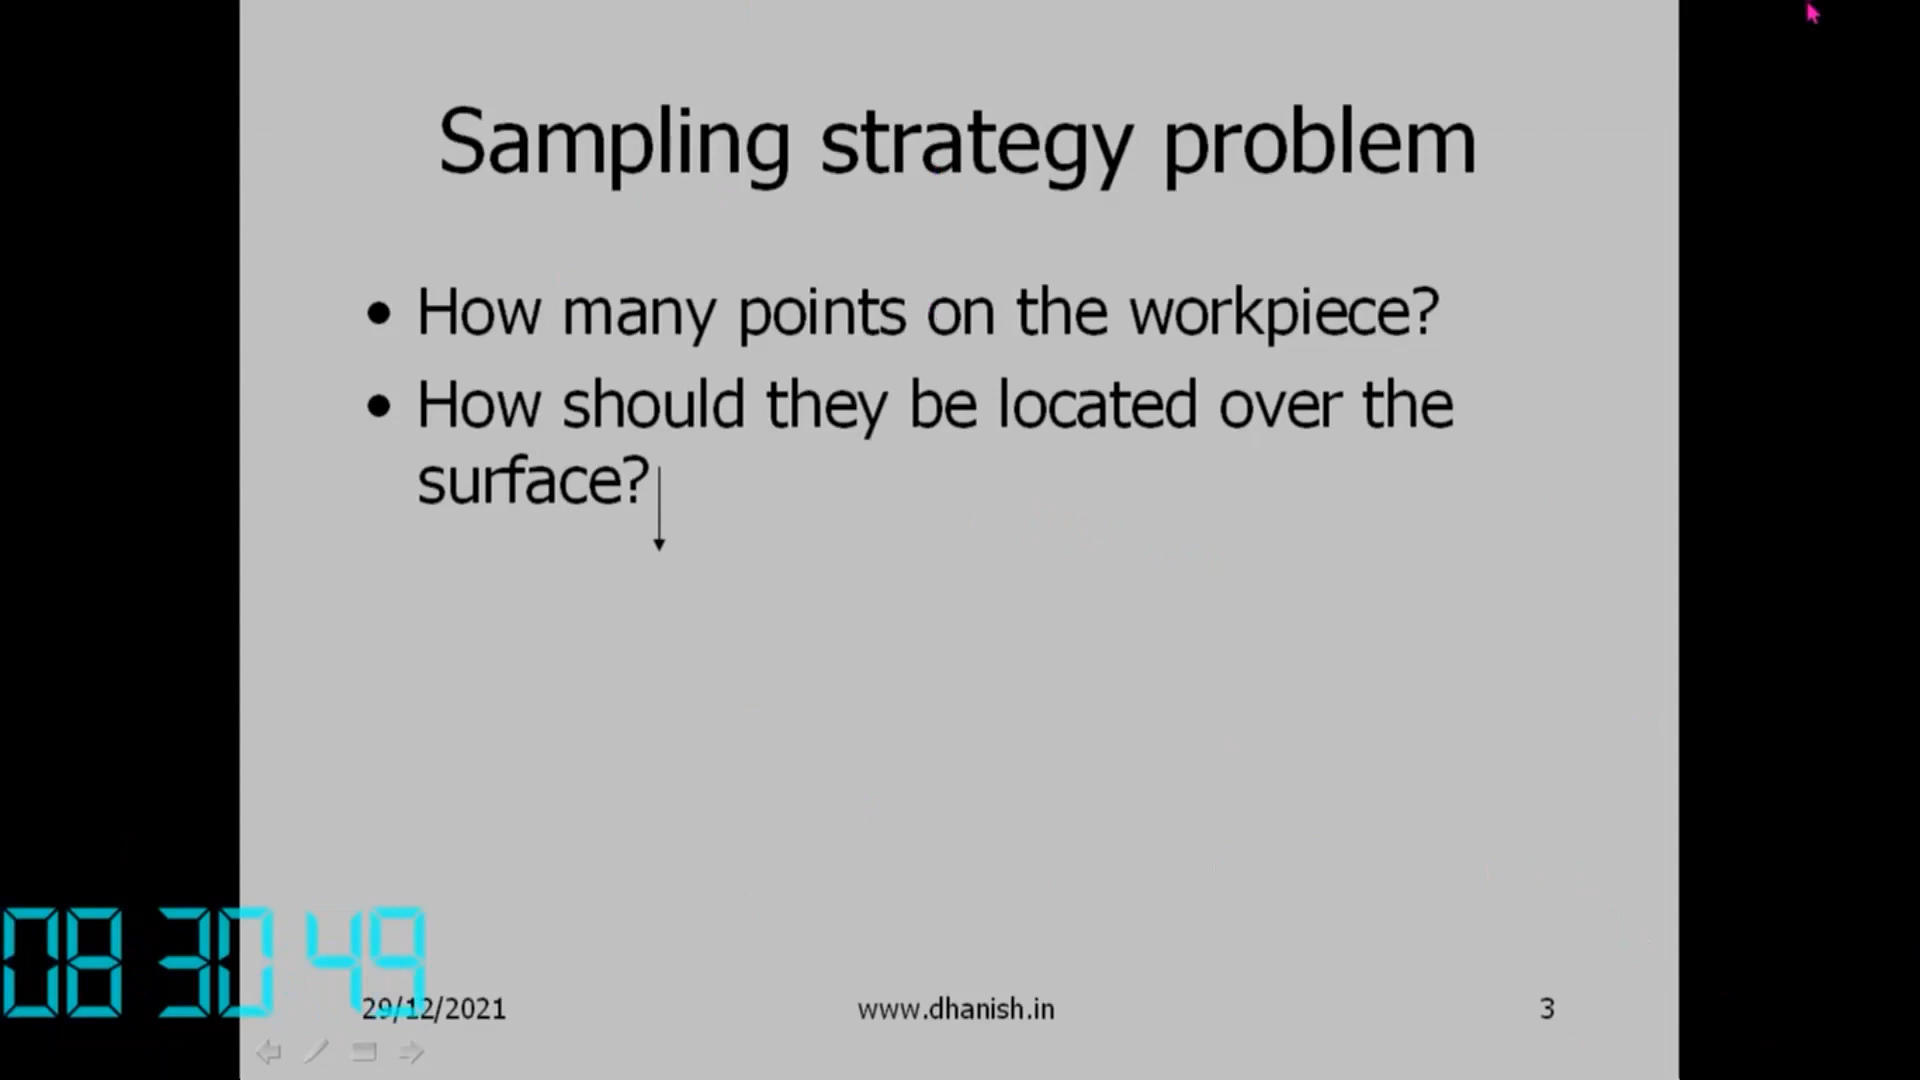 Sampling strategy problem
• How many points on the workpiece?
• How should they be located over the
surface?
08 30 49
29/12/2021
www.dhanish.in
3